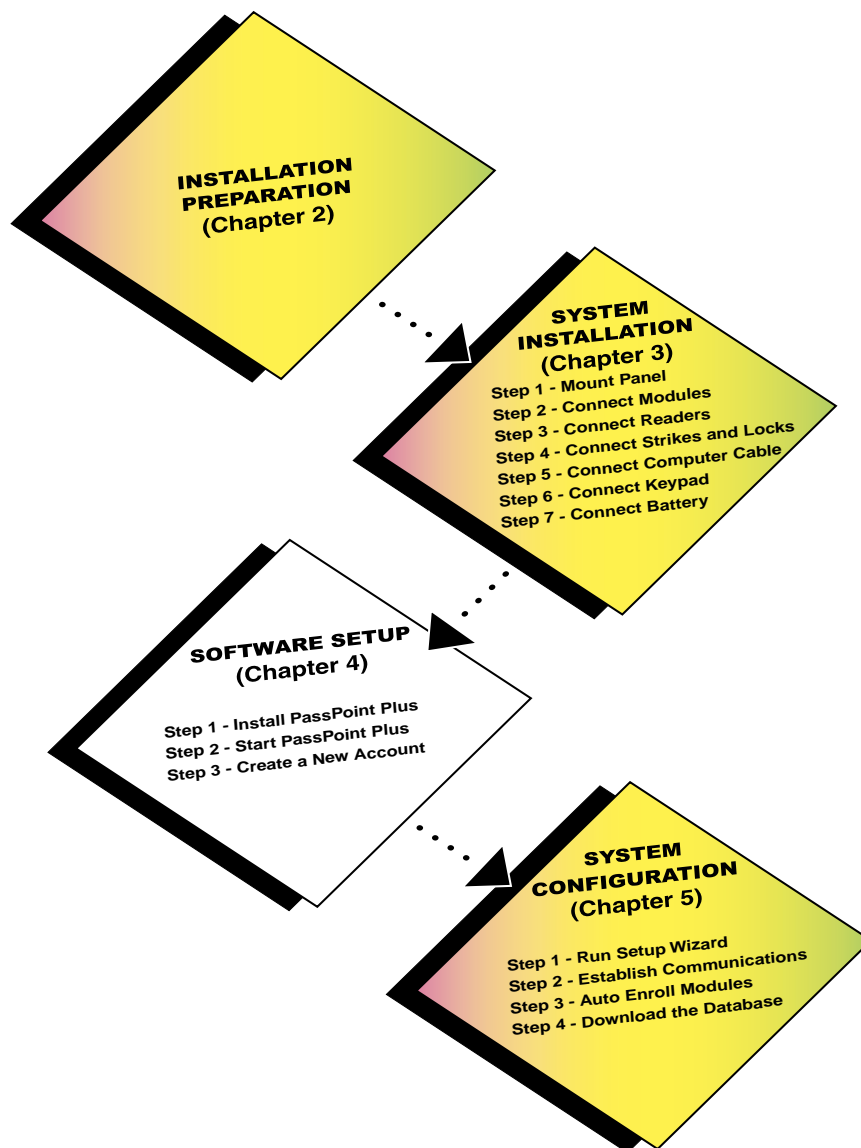 INSTALLATION
PREPARATION
(Chapter 2)
SYSTEM
INSTALLATION
(Chapter 3)
Step 1 - Mount Panel
Step 2 - Connect Modules
Step 3 - Connect Readers
Step 4 - Connect Strikes and Locks
Step 5 - Connect Computer Cable
Step 6 - Connect Keypad
Step 7 - Connect Battery
SOFTWARE SETUP
(Chapter 4)
Step 1 - Install PassPoint Plus
Step 2 - Start PassPoint Plus
Step 3 - Create a New Account
SYSTEM
CONFIGURATION
(Chapter 5)
Step 1 - Run Setup Wizard
Step 2 - Establish Communications
Step 3 - Auto Enroll Modules
Step 4 - Download the Database